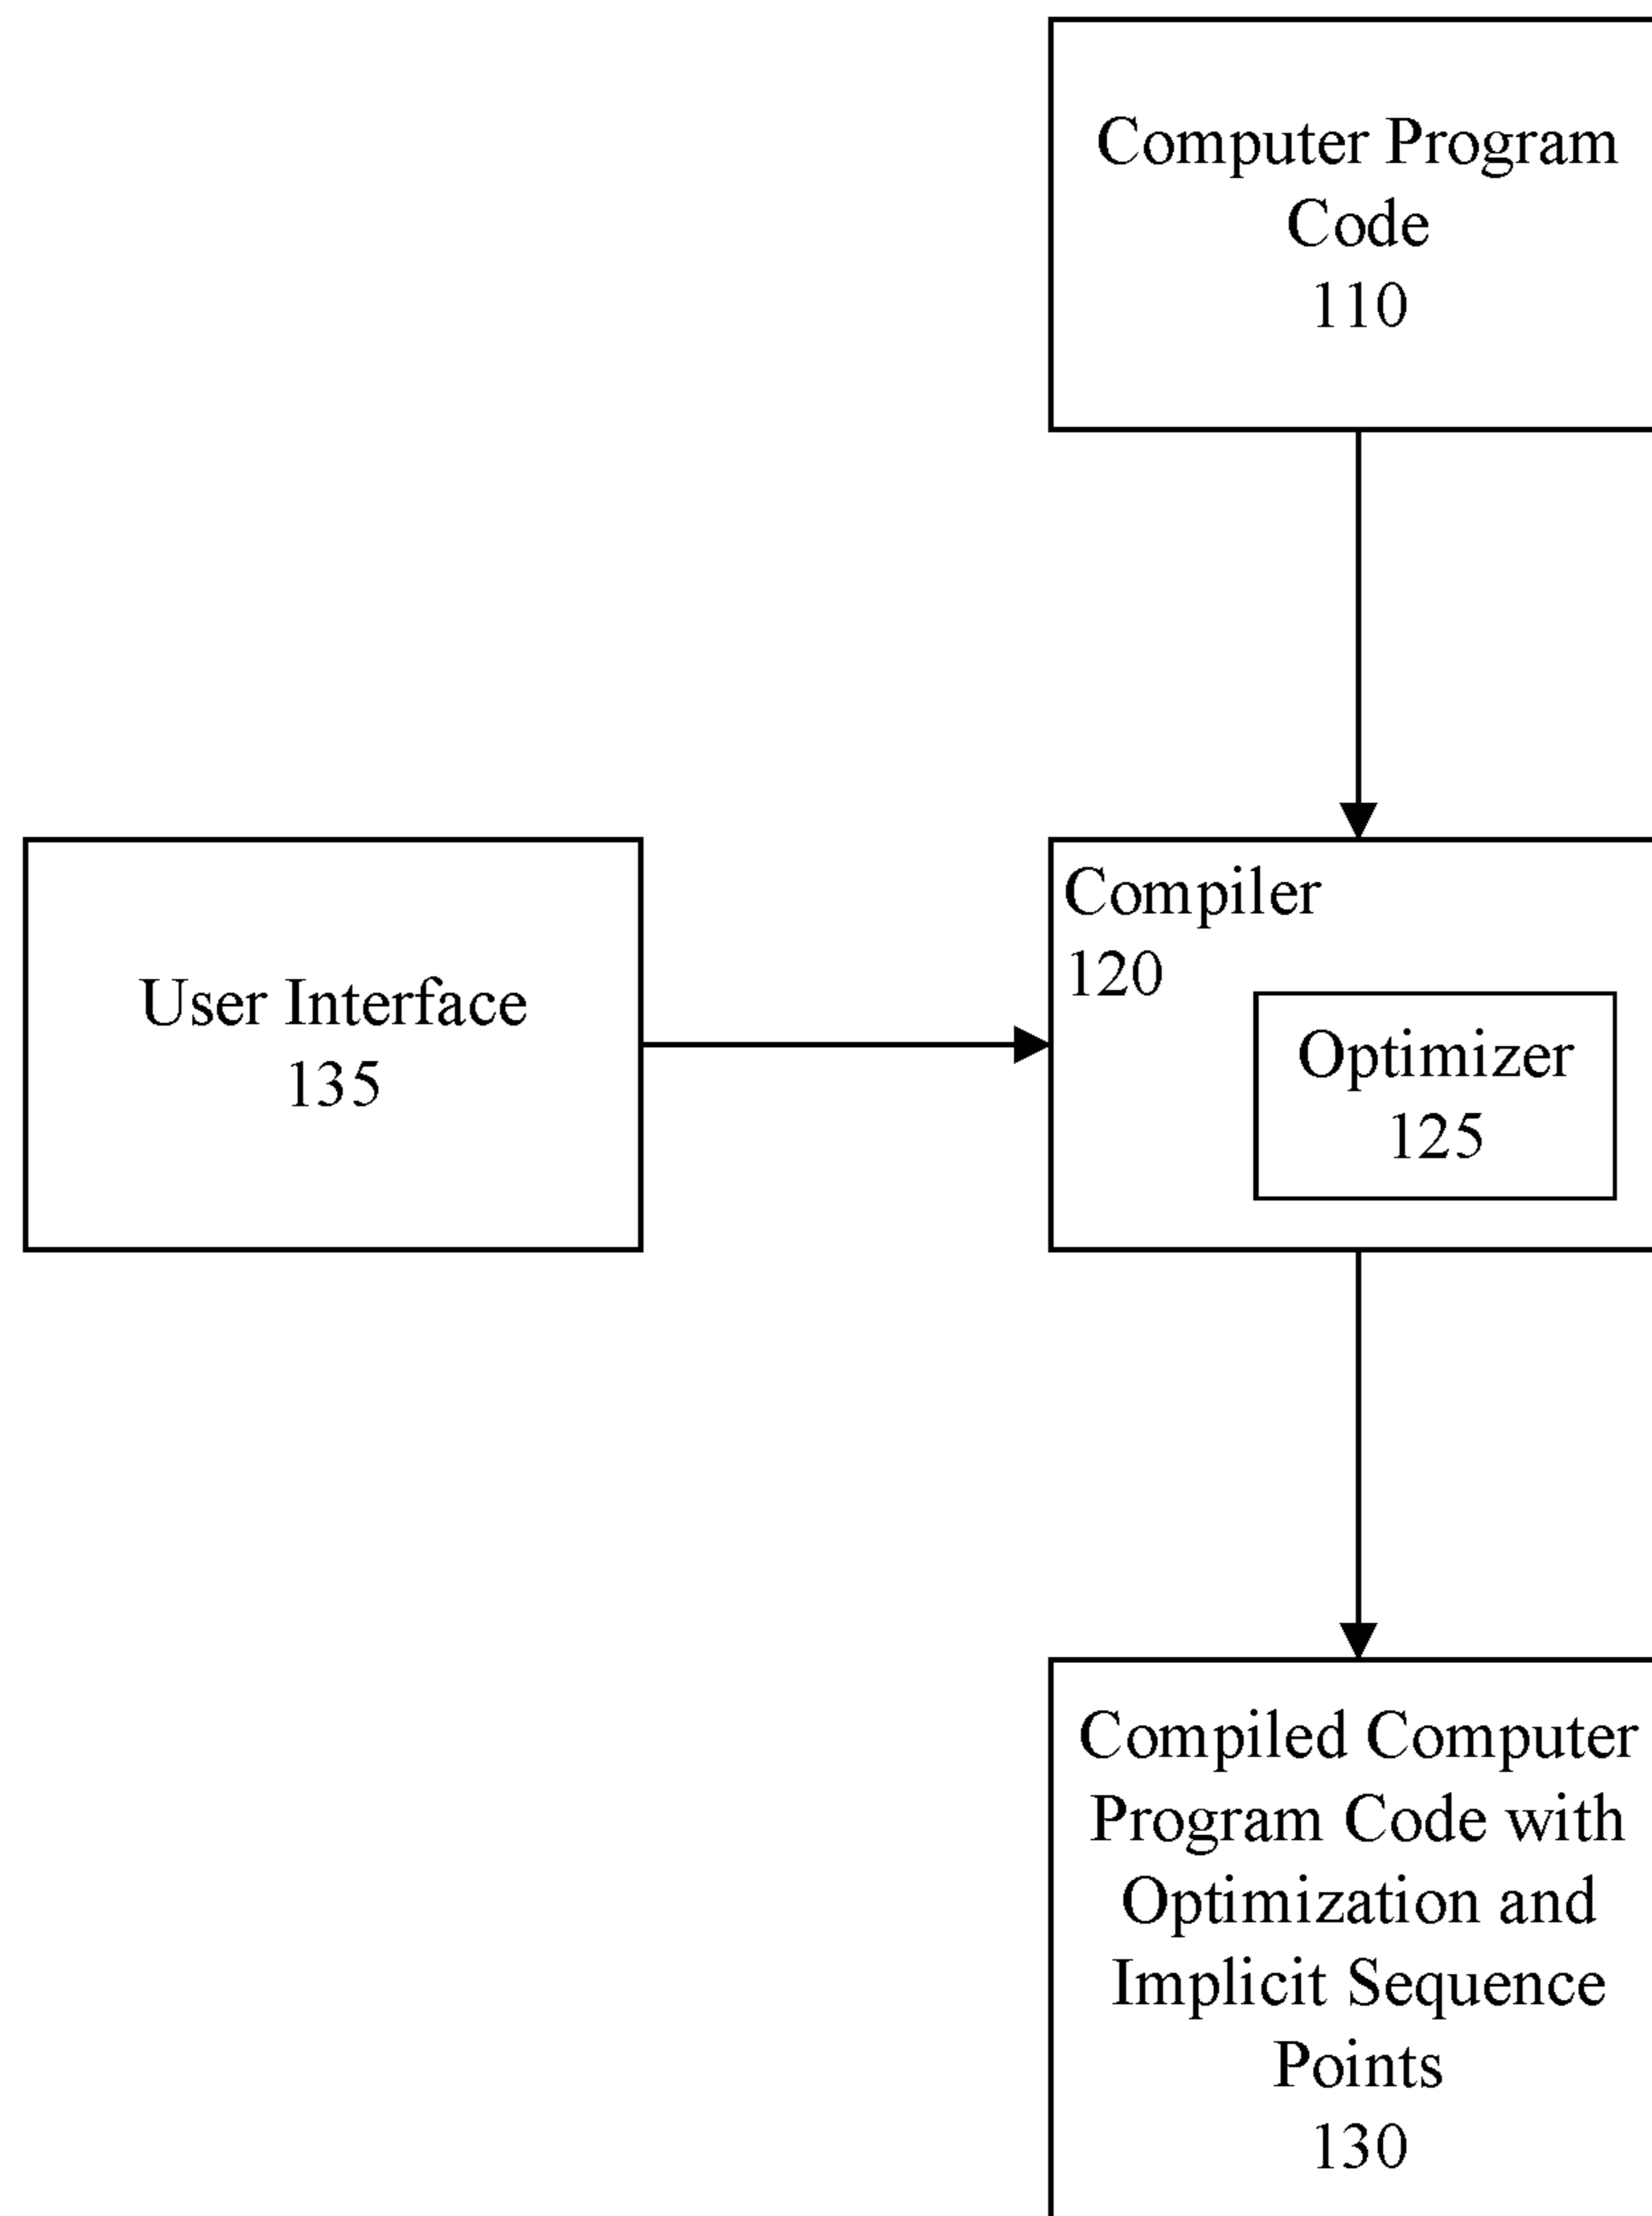 Computer Program
Code
110
Compiler
120
User Interface
135
Optimizer
125
Compiled Computer
Program Code with
Optimization and
Implicit Sequence
Points
130